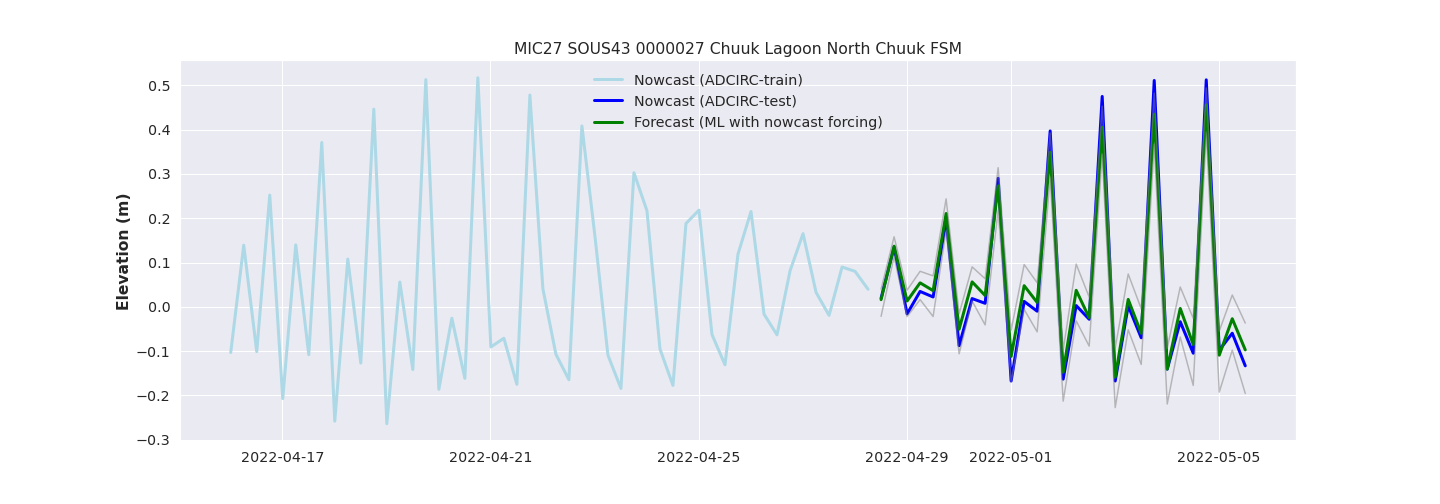 MIC27 SOUS43 0000027 Chuuk Lagoon North Chuuk FSM
Nowcast (ADCIRC-train)
Nowcast (ADCIRC-test)
Forecast (ML with nowcast forcing)
Elevation (m)
0.5
0.4
0.3
0.2
0.1
0.0
−0.1
−0.2
−0.3
2022-04-17 2022-04-21 2022-04-25 2022-04-29 2022-05-01 2022-05-05